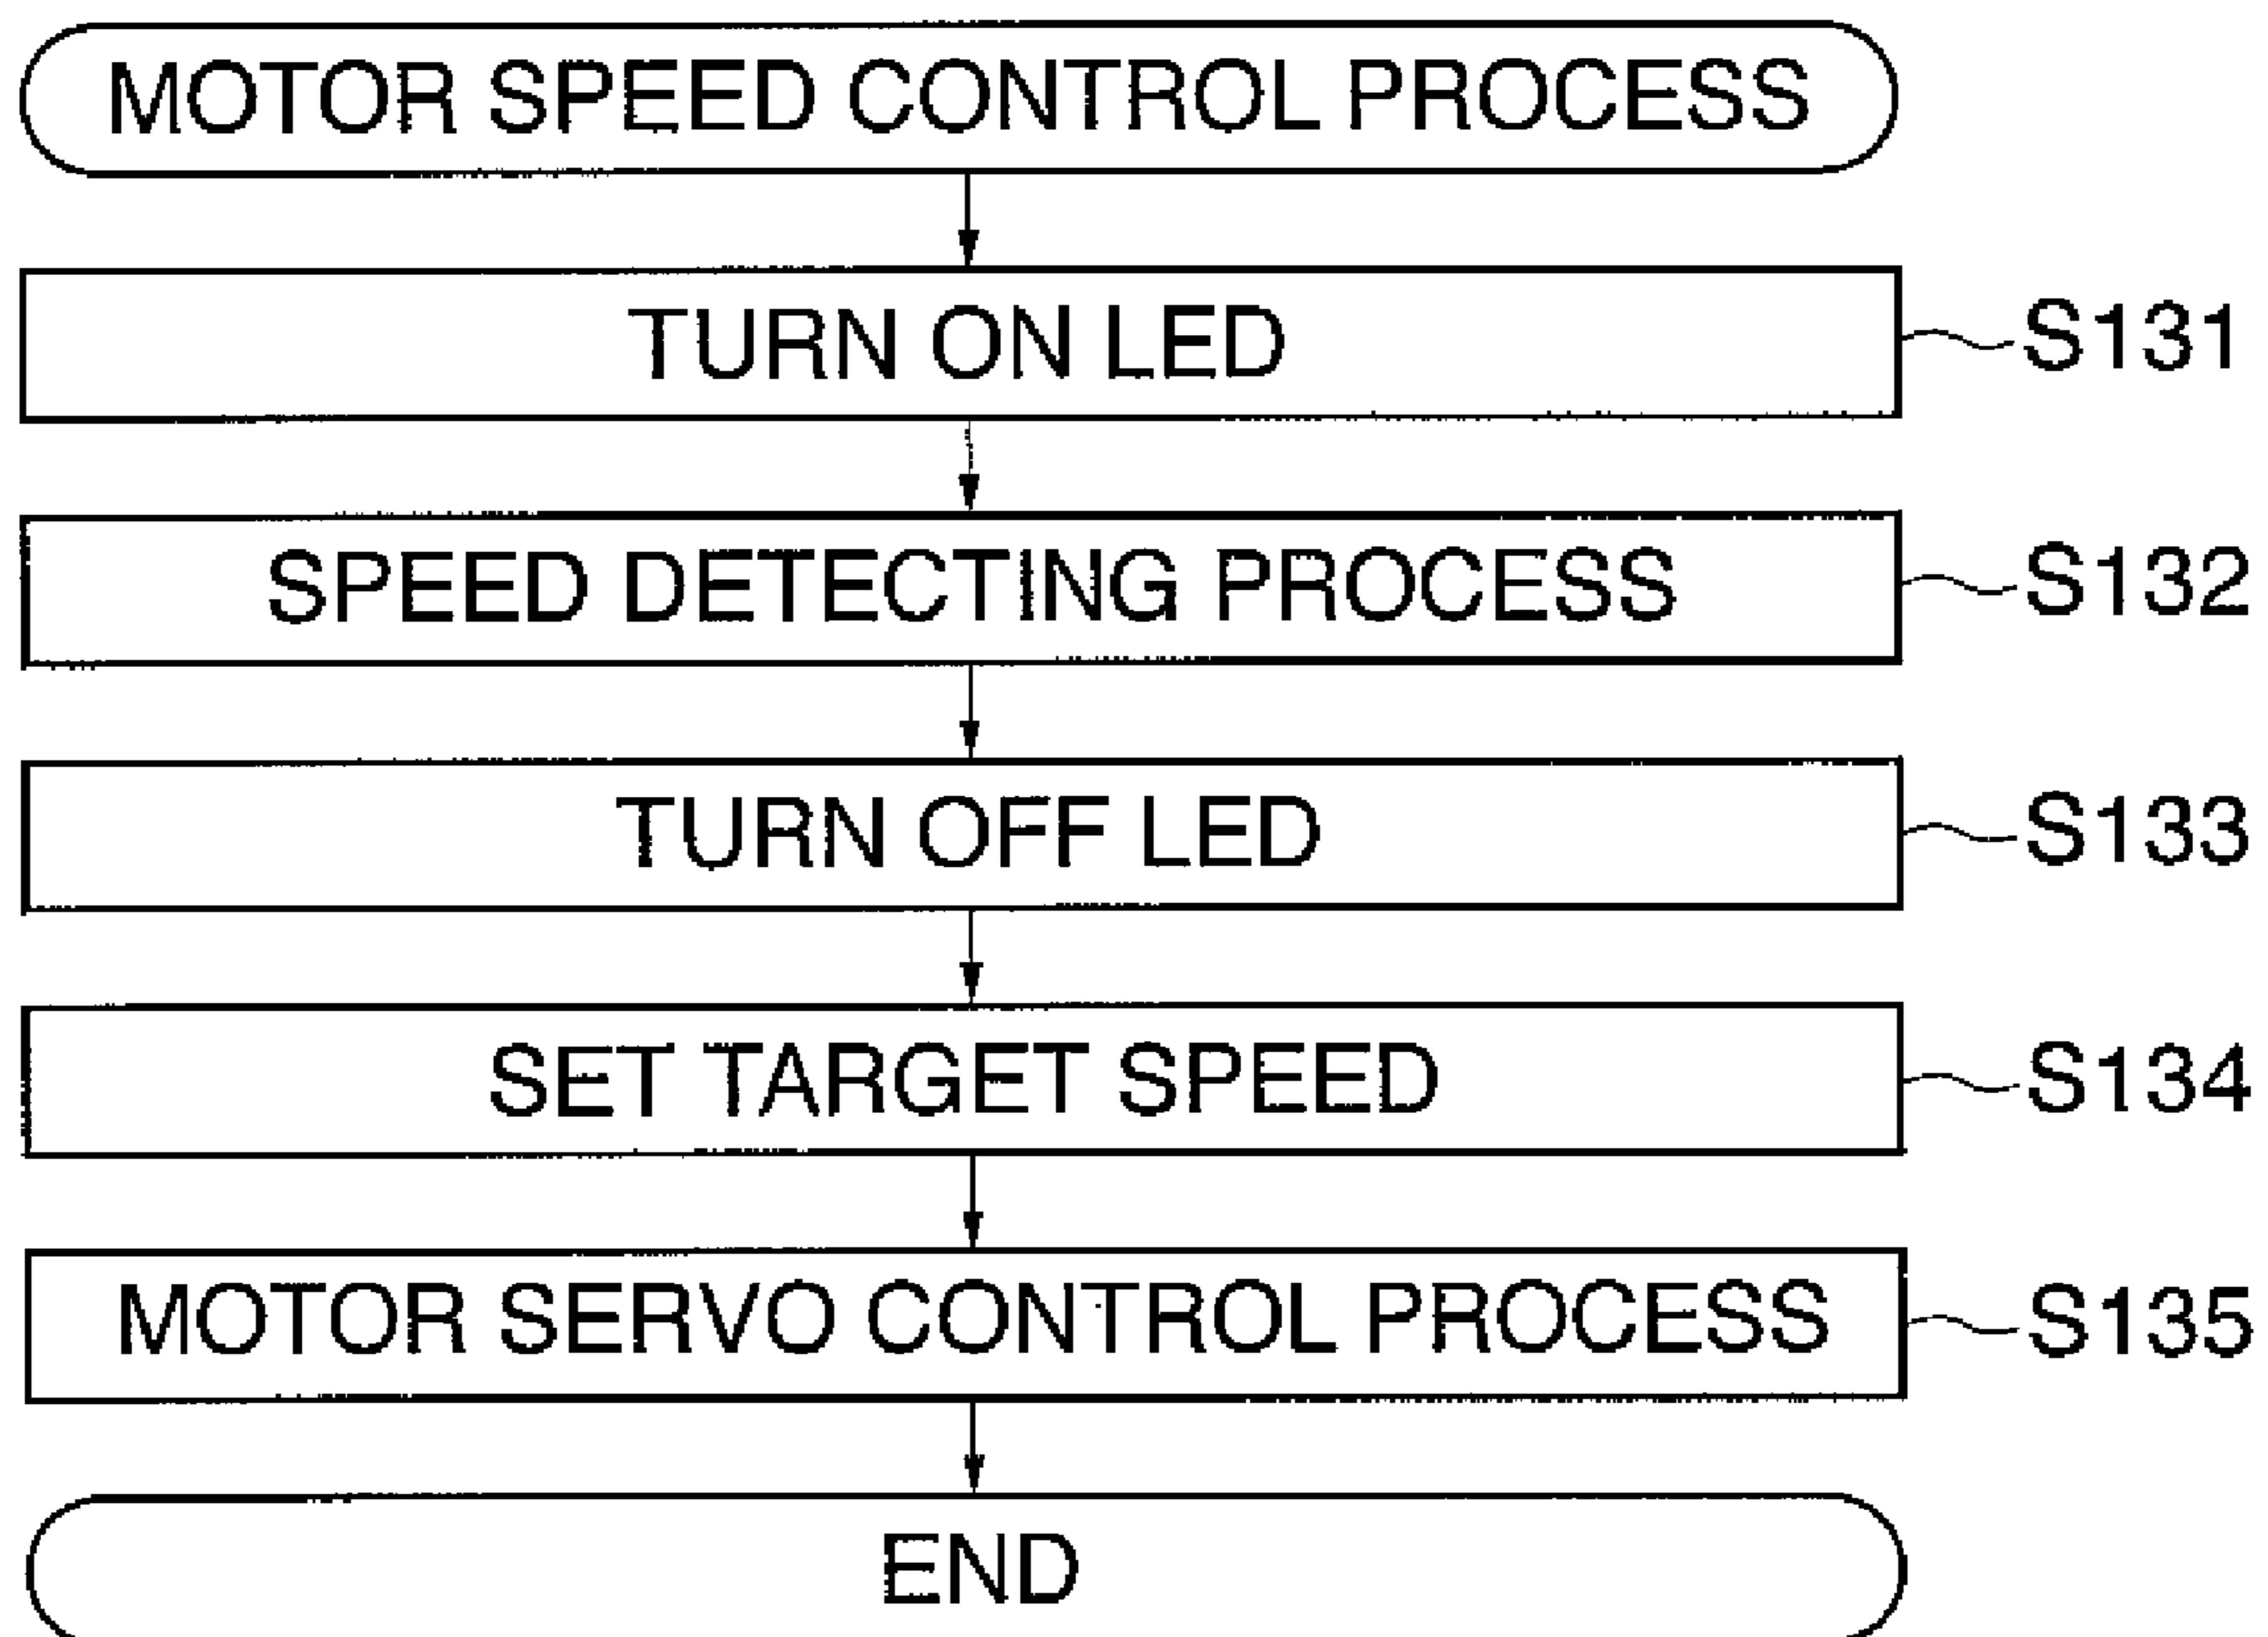 MOTOR SPEED CONTROL PROCESS
TURN ON LED
S131
SPEED DETECTING PROCESS
S132
TURN OFF LED
S133
SET TARGET SPEED
S134
MOTOR SERVO CONTROL PROCESS
S135
END